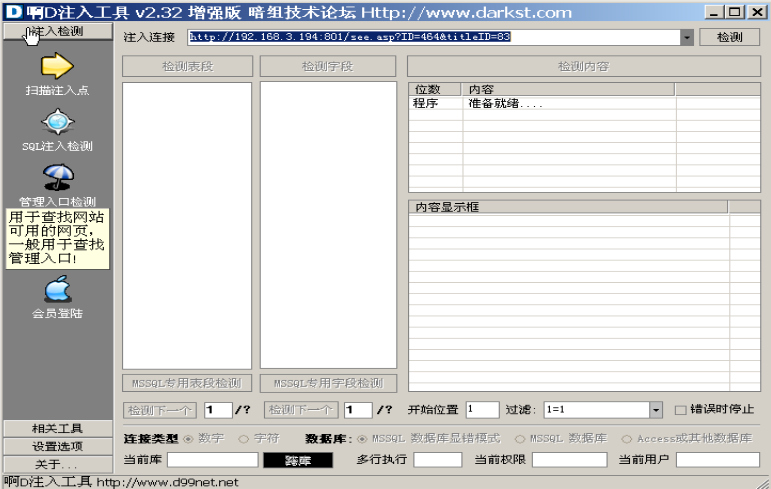 D 啊D注入工具 v2.32 增强版 暗组技术论坛 Http://www.darkst.com
注入检测
注入连接 http://192.168.3.194:801/see.asp?ID=464&titleID=83 检测
检测表段 检测字段 检测内容
扫描注入点
位数 内容
程序 准备就绪....
SQL注入检测
管理入口检测
用于查找网站
可用的网页,
一般用于查找
管理入口!
内容显示框
会员登陆
MSSQL专用表段检测 MSSQL专用字段检测
检测下一个 1 /? 检测下一个 1 /? 开始位置 1 过滤: 1=1 错误时停止
相关工具
设置选项
关于...
连接类型 数字 字符 数据库: MSSQL 数据库显错模式 MSSQL 数据库 Access或其他数据库
当前库 多行执行 当前权限 当前用户
啊D注入工具 http://www.d99net.net